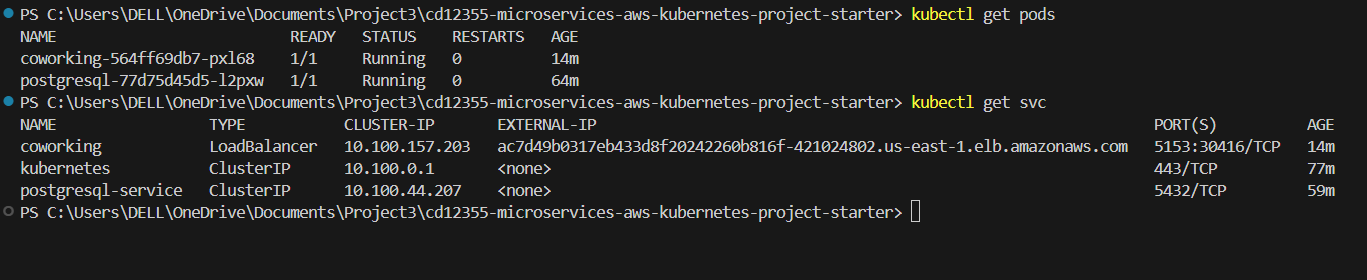 PS C:\Users\DELL\OneDrive\Documents\Project3\cd12355-microservices-aws-kubernetes-project-starter> kubectl get pods
NAME READY STATUS RESTARTS AGE
coworking-564ff69db7-pxl68 1/1 Running 0 14m
postgresql-77d75d45d5-l2pxw 1/1 Running 0 64m
PS C:\Users\DELL\OneDrive\Documents\Project3\cd12355-microservices-aws-kubernetes-project-starter> kubectl get svc
NAME TYPE CLUSTER-IP EXTERNAL-IP PORT(S) AGE
coworking LoadBalancer 10.100.157.203 ac7d49b0317eb433d8f20242260b816f-421024802.us-east-1.elb.amazonaws.com 5153:30416/TCP 14m
kubernetes ClusterIP 10.100.0.1 <none> 443/TCP 77m
postgresql-service ClusterIP 10.100.44.207 <none> 5432/TCP 59m
PS C:\Users\DELL\OneDrive\Documents\Project3\cd12355-microservices-aws-kubernetes-project-starter>